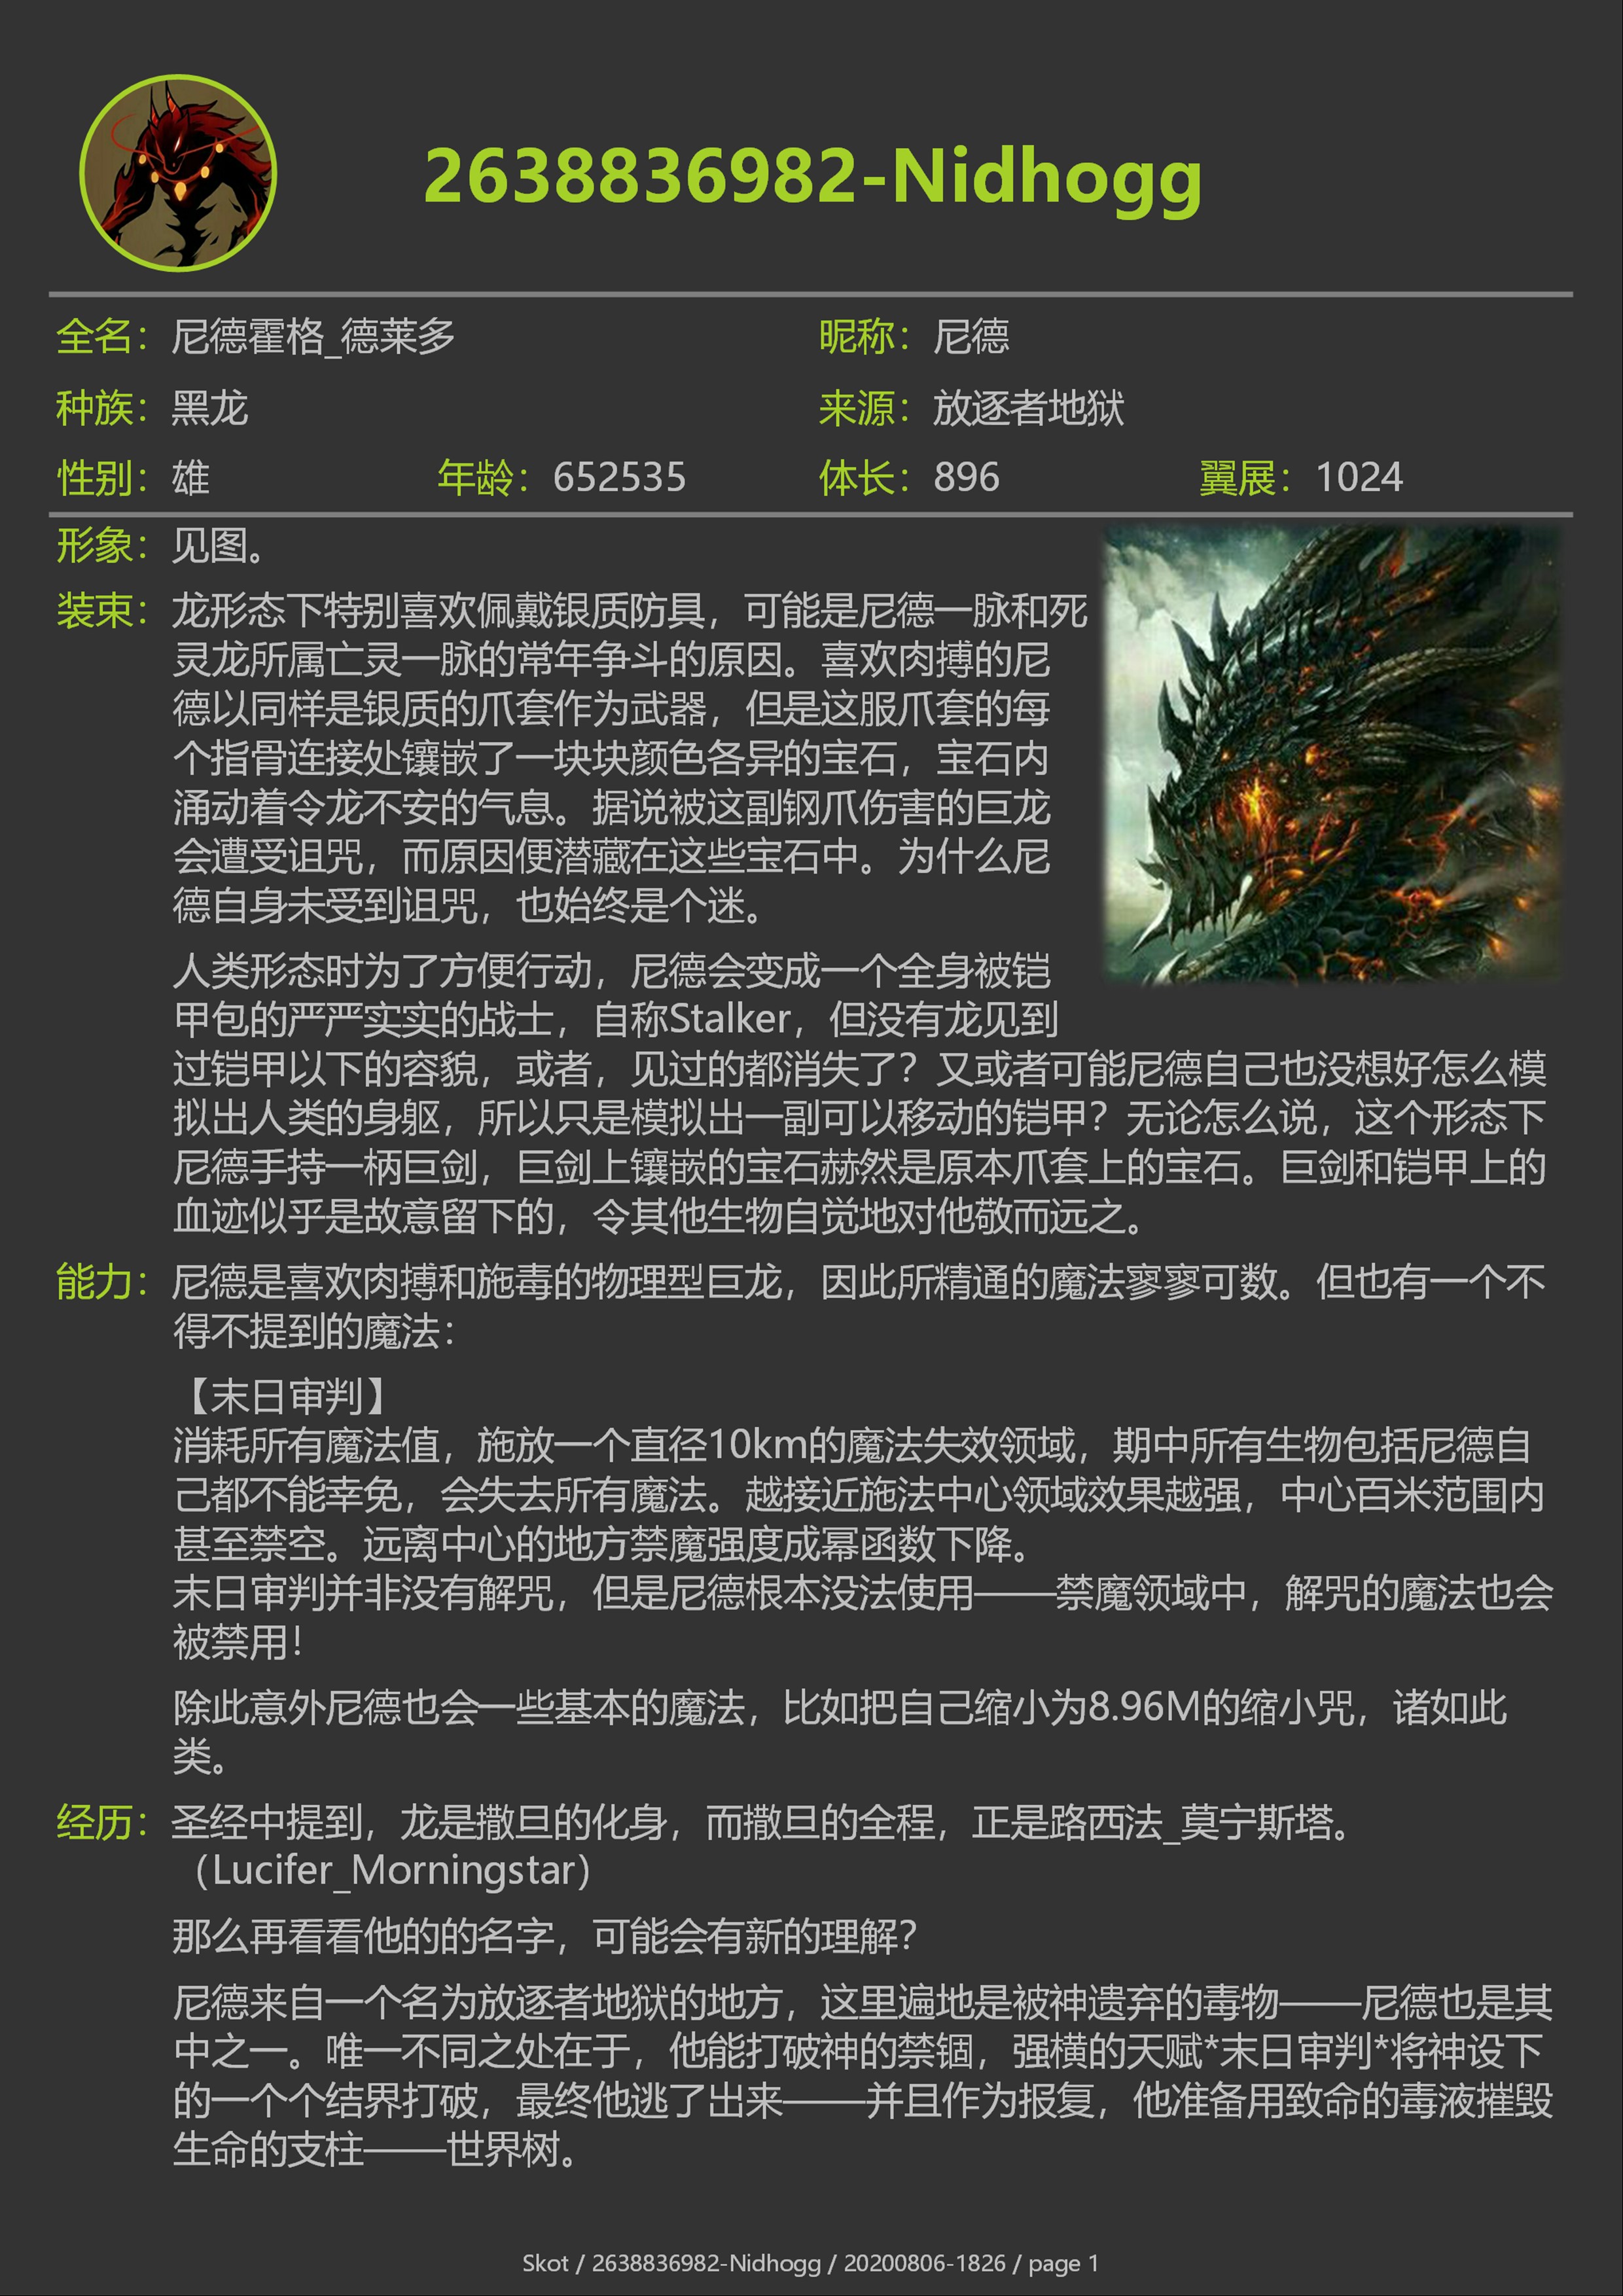 2638836982-Nidhogg
全名：尼德霍格_德莱多 昵称：尼德
种族：黑龙 来源：放逐者地狱
性别：雄 年龄：652535 体长：896 翼展：1024
形象：见图。
装束：龙形态下特别喜欢佩戴银质防具，可能是尼德一脉和死
灵龙所属亡灵一脉的常年争斗的原因。喜欢肉搏的尼
德以同样是银质的爪套作为武器，但是这服爪套的每
个指骨连接处镶嵌了一块块颜色各异的宝石，宝石内
涌动着令龙不安的气息。据说被这副钢爪伤害的巨龙
会遭受诅咒，而原因便潜藏在这些宝石中。为什么尼
德自身未受到诅咒，也始终是个迷。
人类形态时为了方便行动，尼德会变成一个全身被铠
甲包的严严实实的战士，自称Stalker，但没有龙见到
过铠甲以下的容貌，或者，见过的都消失了？又或者可能尼德自己也没想好怎么模
拟出人类的身躯，所以只是模拟出一副可以移动的铠甲？无论怎么说，这个形态下
尼德手持一柄巨剑，巨剑上镶嵌的宝石赫然是原本爪套上的宝石。巨剑和铠甲上的
血迹似乎是故意留下的，令其他生物自觉地对他敬而远之。
能力：尼德是喜欢肉搏和施毒的物理型巨龙，因此所精通的魔法寥寥可数。但也有一个不
得不提到的魔法：
【末日审判】
消耗所有魔法值，施放一个直径10km的魔法失效领域，期中所有生物包括尼德自
己都不能幸免，会失去所有魔法。越接近施法中心领域效果越强，中心百米范围内
甚至禁空。远离中心的地方禁魔强度成幂函数下降。
末日审判并非没有解咒，但是尼德根本没法使用——禁魔领域中，解咒的魔法也会
被禁用！
除此意外尼德也会一些基本的魔法，比如把自己缩小为8.96M的缩小咒，诸如此
类。
经历：圣经中提到，龙是撒旦的化身，而撒旦的全程，正是路西法_莫宁斯塔。
（Lucifer_Morningstar）
那么再看看他的的名字，可能会有新的理解？
尼德来自一个名为放逐者地狱的地方，这里遍地是被神遗弃的毒物——尼德也是其
中之一。唯一不同之处在于，他能打破神的禁锢，强横的天赋*末日审判*将神设下
的一个个结界打破，最终他逃了出来——并且作为报复，他准备用致命的毒液摧毁
生命的支柱——世界树。
Skot / 2638836982-Nidhogg / 20200806-1826 / page 1